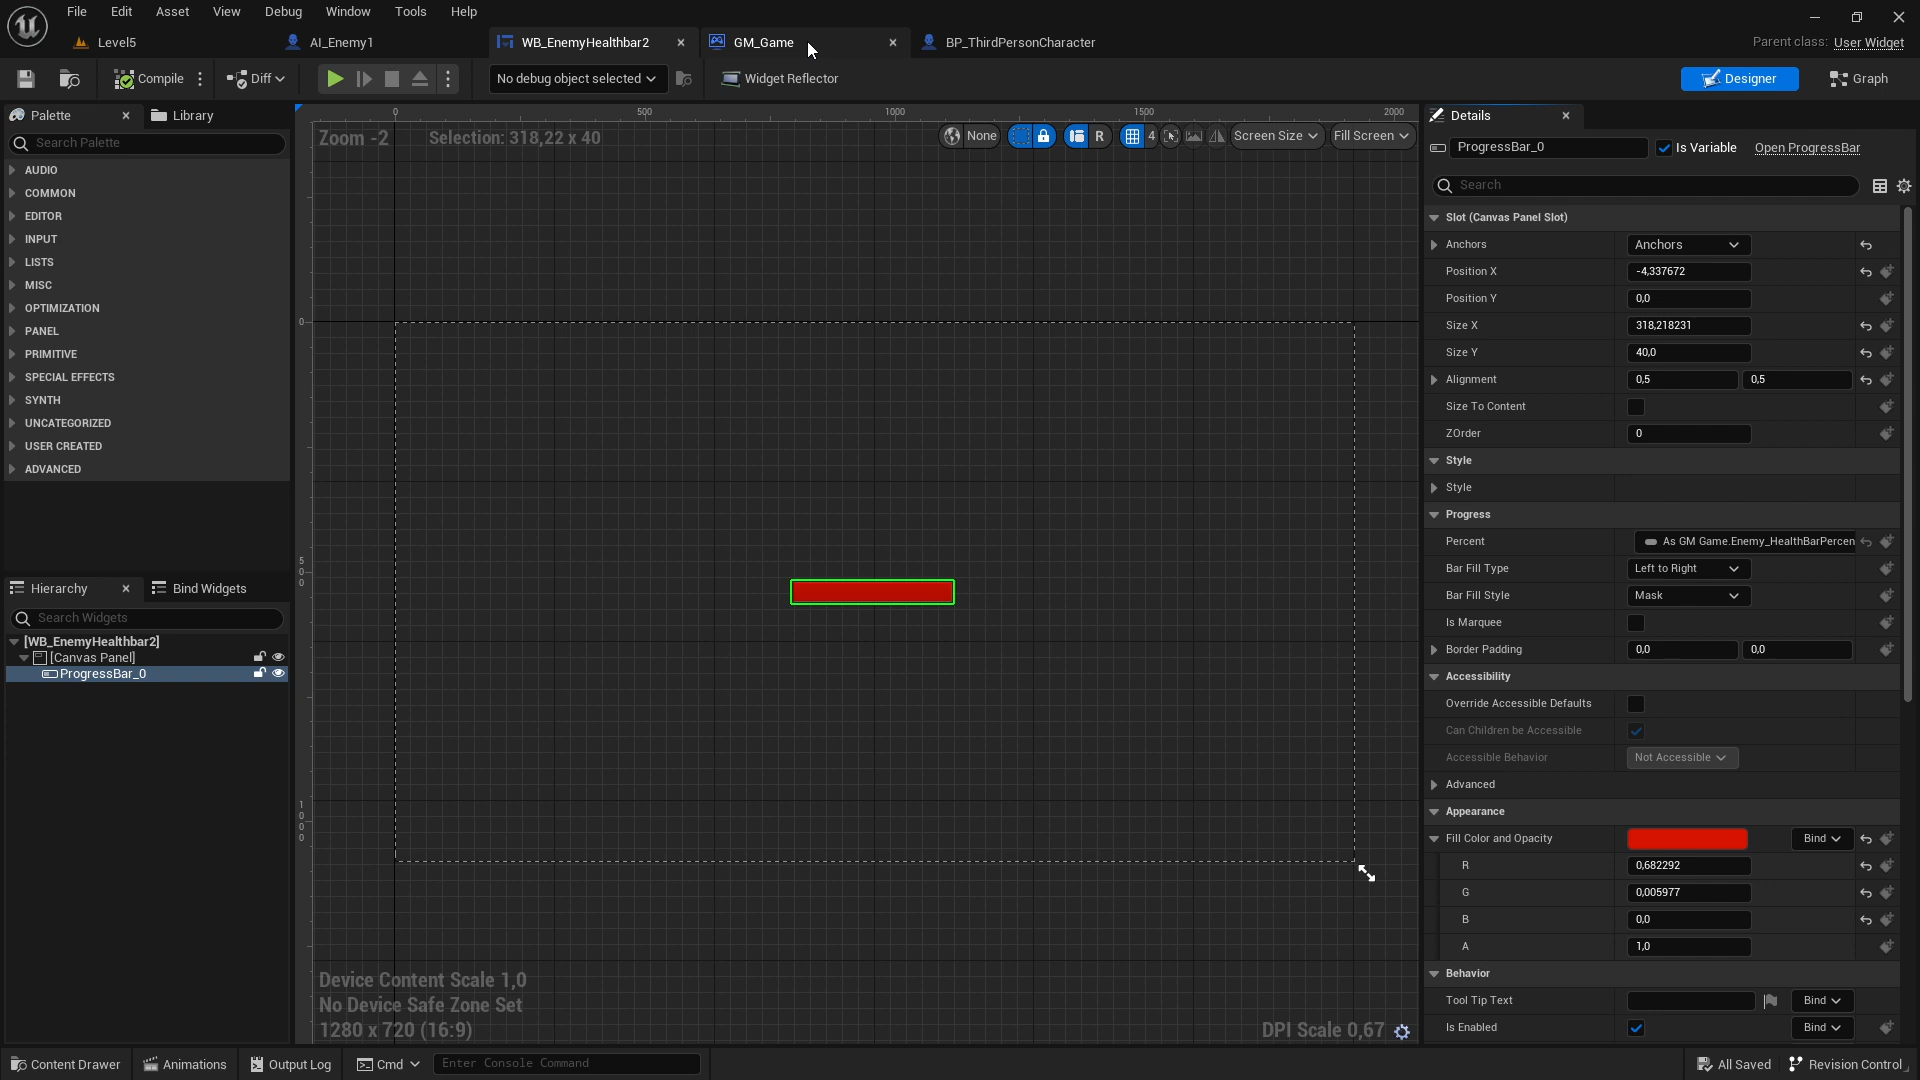 File Edit Asset View Debug Window Tools Help
Level5 AI_Enemy1 WB_EnemyHealthbar2 GM_Game BP_ThirdPersonCharacter Parent class: User Widget
Compile Diff No debug object selected Widget Reflector Designer Graph
Palette Library
Search Palette
AUDIO
COMMON
EDITOR
INPUT
LISTS
MISC
OPTIMIZATION
PANEL
PRIMITIVE
SPECIAL EFFECTS
SYNTH
UNCATEGORIZED
USER CREATED
ADVANCED
Hierarchy Bind Widgets
Search Widgets
[WB_EnemyHealthbar2]
[Canvas Panel]
ProgressBar_0
0 500 1000 1500 2000
Zoom -2 Selection: 318,22 x 40 None R 4 Screen Size Fill Screen
0
5
0
0
1
0
0
0
Device Content Scale 1,0
No Device Safe Zone Set
1280 x 720 (16:9) DPI Scale 0,67
Details
ProgressBar_0 Is Variable Open ProgressBar
Search
Slot (Canvas Panel Slot)
Anchors Anchors
Position X -4,337672
Position Y 0,0
Size X 318,218231
Size Y 40,0
Alignment 0,5 0,5
Size To Content
ZOrder 0
Style
Style
Progress
Percent As GM Game.Enemy_HealthBarPercen
Bar Fill Type Left to Right
Bar Fill Style Mask
Is Marquee
Border Padding 0,0 0,0
Accessibility
Override Accessible Defaults
Can Children be Accessible
Accessible Behavior Not Accessible
Advanced
Appearance
Fill Color and Opacity Bind
R 0,682292
G 0,005977
B 0,0
A 1,0
Behavior
Tool Tip Text Bind
Is Enabled Bind
Content Drawer Animations Output Log Cmd Enter Console Command All Saved Revision Control